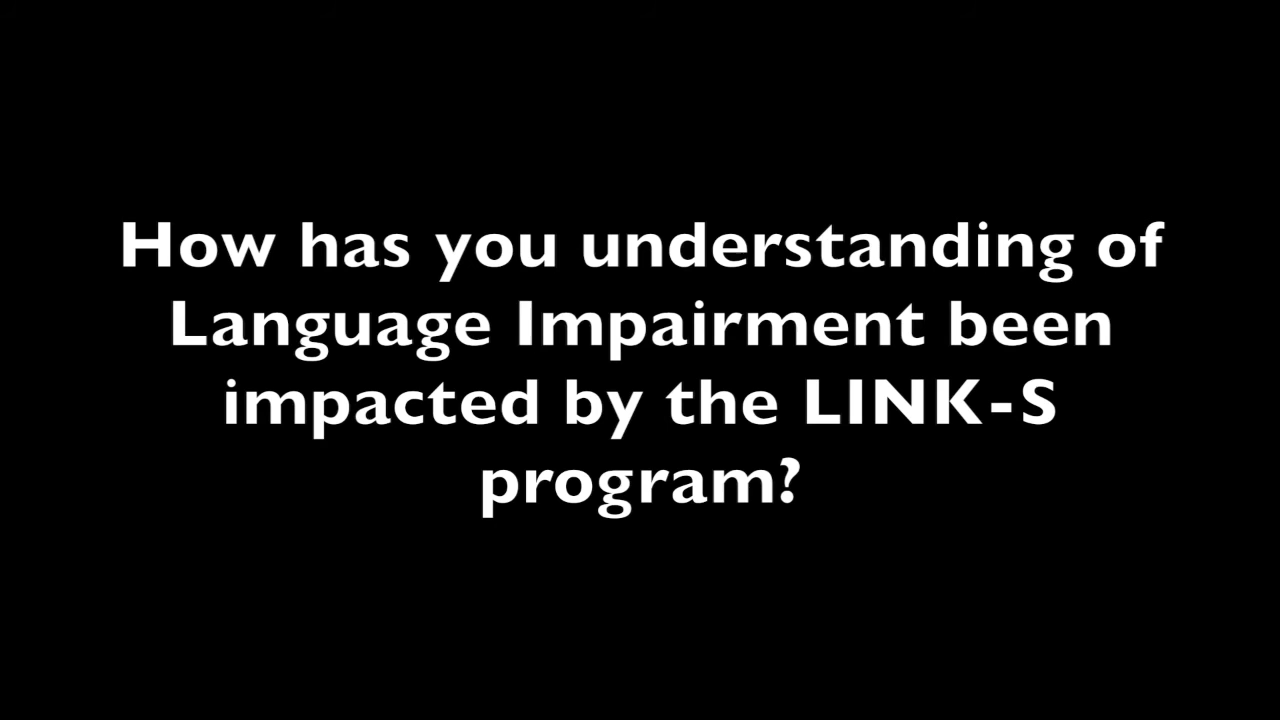 How has you understanding of
Language Impairment been
impacted by the LINK-S
program?